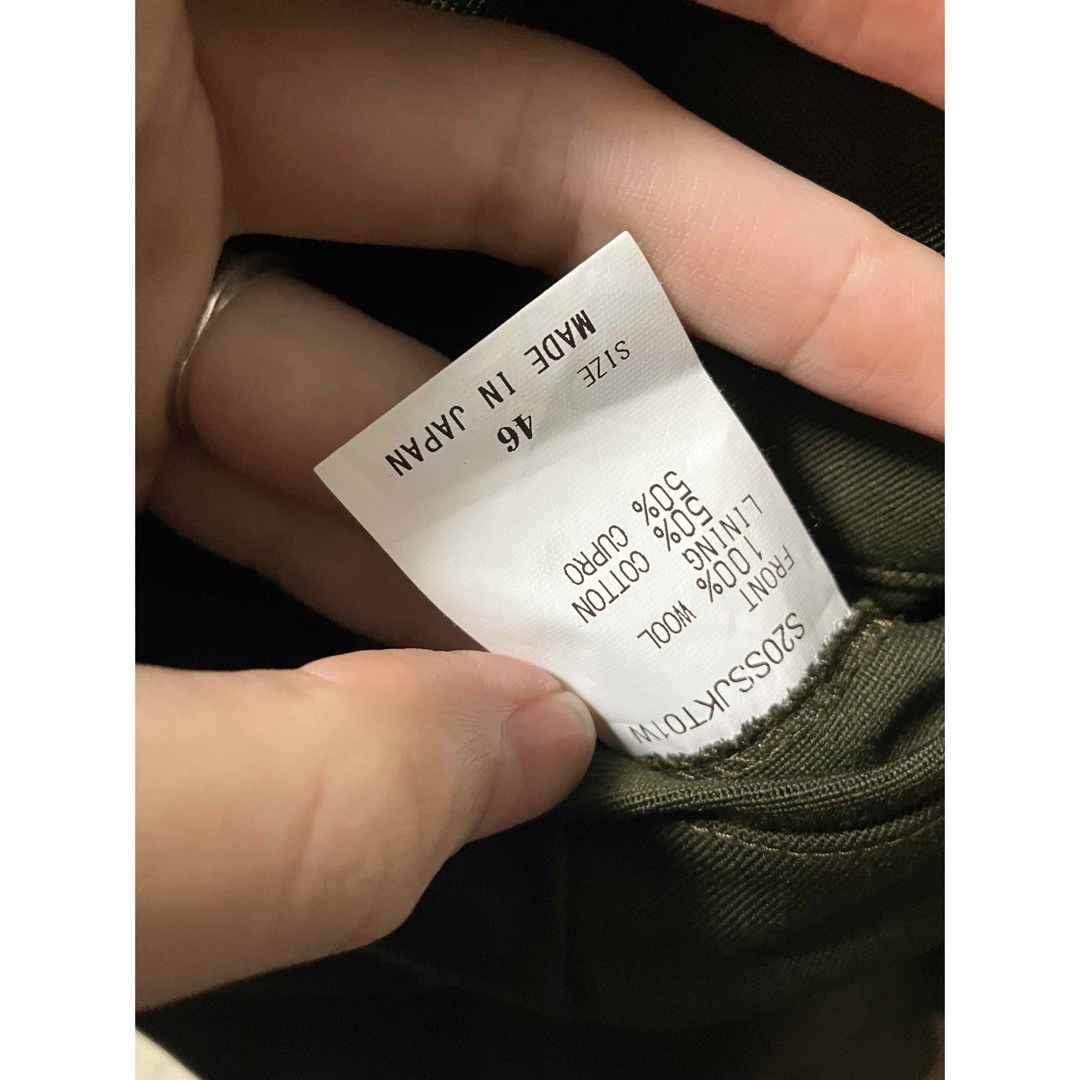 S20SSJKT01W
FRONT
100% WOOL
LINING
50% COTTON
50% CUPRO
SIZE 46
MADE IN JAPAN